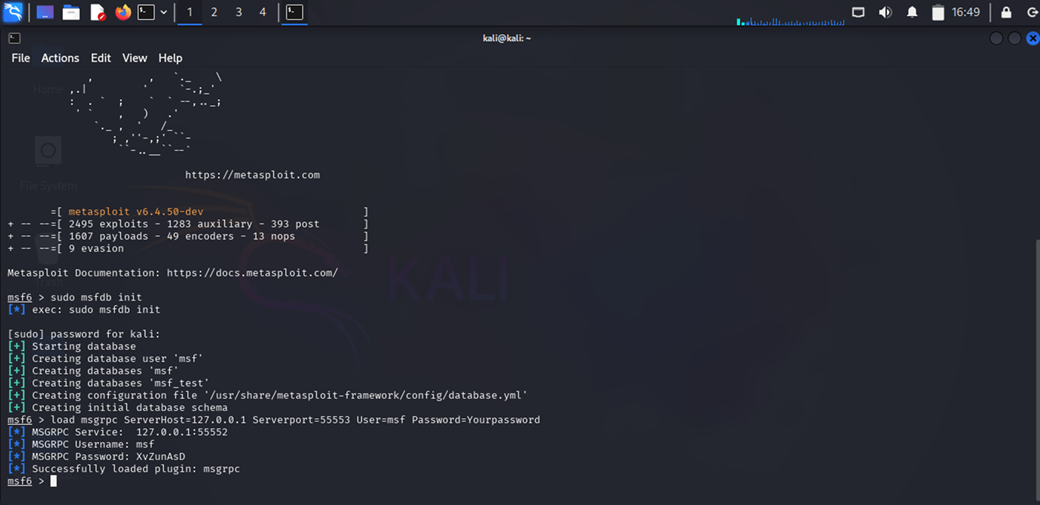 1 2 3 4 16:49
kali@kali: ~
File Actions Edit View Help
Home
https://metasploit.com
File System
=[ metasploit v6.4.50-dev ]
+ -- --=[ 2495 exploits - 1283 auxiliary - 393 post ]
+ -- --=[ 1607 payloads - 49 encoders - 13 nops ]
+ -- --=[ 9 evasion ]
Metasploit Documentation: https://docs.metasploit.com/
Trash
KALI
msf6 > sudo msfdb init
[*] exec: sudo msfdb init
[sudo] password for kali:
[+] Starting database
[+] Creating database user 'msf'
[+] Creating databases 'msf'
[+] Creating databases 'msf_test'
[+] Creating configuration file '/usr/share/metasploit-framework/config/database.yml'
[+] Creating initial database schema
msf6 > load msgrpc ServerHost=127.0.0.1 Serverport=55553 User=msf Password=Yourpassword
[*] MSGRPC Service:  127.0.0.1:55552
[*] MSGRPC Username: msf
[*] MSGRPC Password: XvZunAsD
[*] Successfully loaded plugin: msgrpc
msf6 >